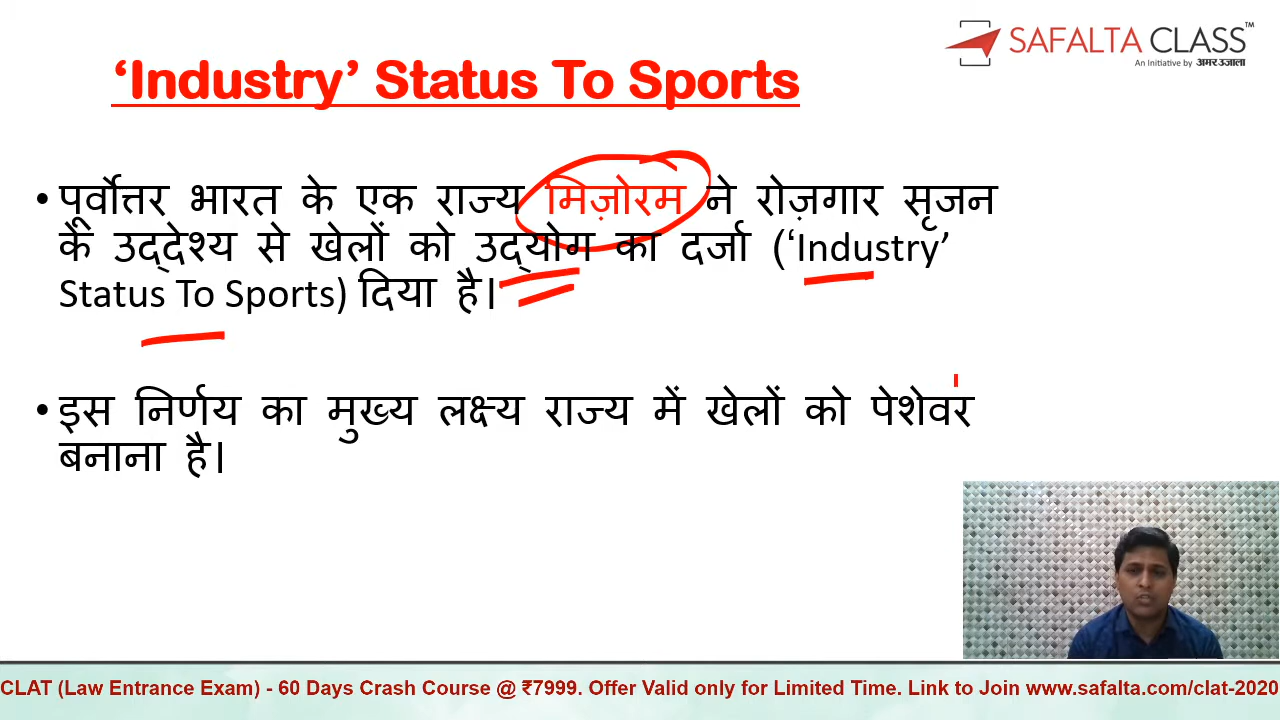 SAFALTA CLASS™
An Initiative by अमर उजाला
‘Industry’ Status To Sports
• पूर्वोत्तर भारत के एक राज्य मिज़ोरम ने रोज़गार सृजन
के उद्देश्य से खेलों को उद्योग का दर्जा (‘Industry’
Status To Sports) दिया है।
• इस निर्णय का मुख्य लक्ष्य राज्य में खेलों को पेशेवर
बनाना है।
CLAT (Law Entrance Exam) - 60 Days Crash Course @ ₹7999. Offer Valid only for Limited Time. Link to Join www.safalta.com/clat-2020